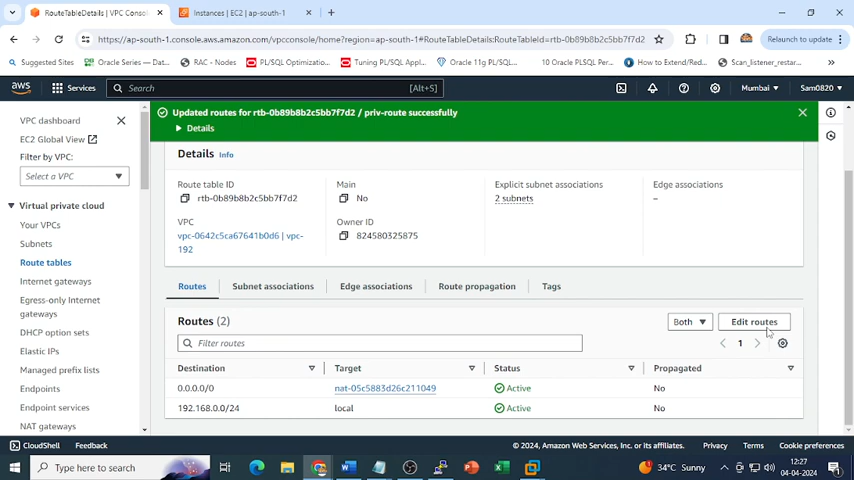 RouteTableDetails | VPC Consol
Instances | EC2 | ap-south-1
https://ap-south-1.console.aws.amazon.com/vpcconsole/home?region=ap-south-1#RouteTableDetails:RouteTableId=rtb-0b89b8b2c5bb7f7d2
Relaunch to update
Suggested Sites
Oracle Series — Dat
RAC - Nodes
PL/SQL Optimizatio...
Tuning PL/SQL Appl...
Oracle 11g PL/SQL/...
10 Oracle PLSQL Per...
How to Extend/Red...
Scan_listener_restar...
aws
Services
Search
[Alt+S]
Mumbai
Sam0820
VPC dashboard
EC2 Global View
Filter by VPC:
Select a VPC
Virtual private cloud
Your VPCs
Subnets
Route tables
Internet gateways
Egress-only Internet
gateways
DHCP option sets
Elastic IPs
Managed prefix lists
Endpoints
Endpoint services
NAT gateways
Updated routes for rtb-0b89b8b2c5bb7f7d2 / priv-route successfully
Details
Details Info
Route table ID
rtb-0b89b8b2c5bb7f7d2
Main
No
Explicit subnet associations
2 subnets
Edge associations
–
VPC
vpc-0642c5ca67641b0d6 | vpc-
192
Owner ID
824580325875
Routes
Subnet associations
Edge associations
Route propagation
Tags
Routes (2)
Both
Edit routes
Filter routes
1
Destination
Target
Status
Propagated
0.0.0.0/0
nat-05c5883d26c211049
Active
No
192.168.0.0/24
local
Active
No
CloudShell
Feedback
© 2024, Amazon Web Services, Inc. or its affiliates.
Privacy
Terms
Cookie preferences
Type here to search
34°C Sunny
12:27
04-04-2024